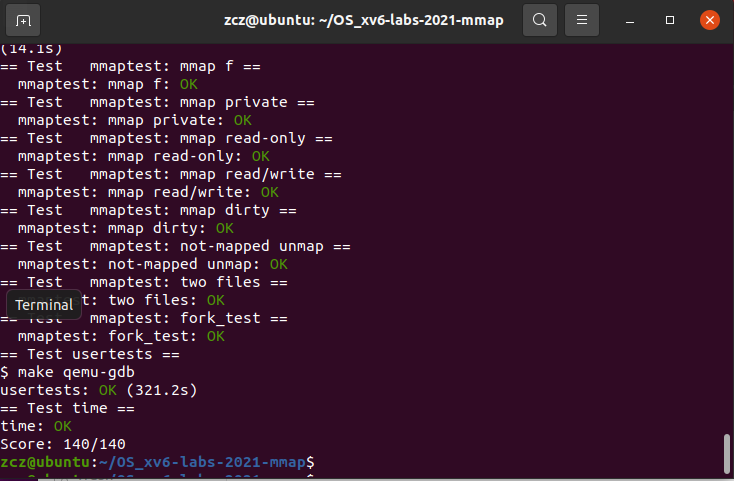 zcz@ubuntu: ~/OS_xv6-labs-2021-mmap
(14.1s)
== Test   mmaptest: mmap f ==
  mmaptest: mmap f: OK
== Test   mmaptest: mmap private ==
  mmaptest: mmap private: OK
== Test   mmaptest: mmap read-only ==
  mmaptest: mmap read-only: OK
== Test   mmaptest: mmap read/write ==
  mmaptest: mmap read/write: OK
== Test   mmaptest: mmap dirty ==
  mmaptest: mmap dirty: OK
== Test   mmaptest: not-mapped unmap ==
  mmaptest: not-mapped unmap: OK
== Test   mmaptest: two files ==
Terminal
t: two files: OK
== Test   mmaptest: fork_test ==
  mmaptest: fork_test: OK
== Test usertests ==
$ make qemu-gdb
usertests: OK (321.2s)
== Test time ==
time: OK
Score: 140/140
zcz@ubuntu:~/OS_xv6-labs-2021-mmap$